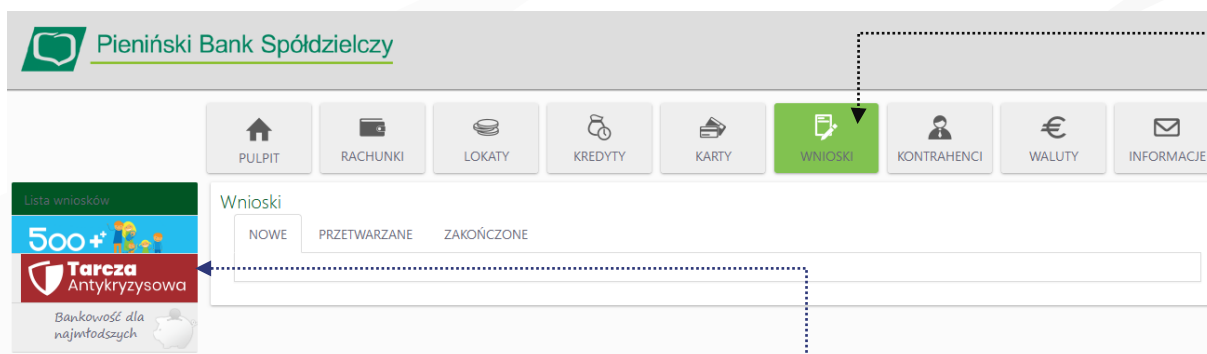 Pieniński Bank Spółdzielczy
PULPIT
RACHUNKI
LOKATY
KREDYTY
KARTY
WNIOSKI
KONTRAHENCI
WALUTY
INFORMACJE
Lista wniosków
Wnioski
500+
NOWE
PRZETWARZANE
ZAKOŃCZONE
Tarcza
Antykryzysowa
Bankowość dla
najmłodszych